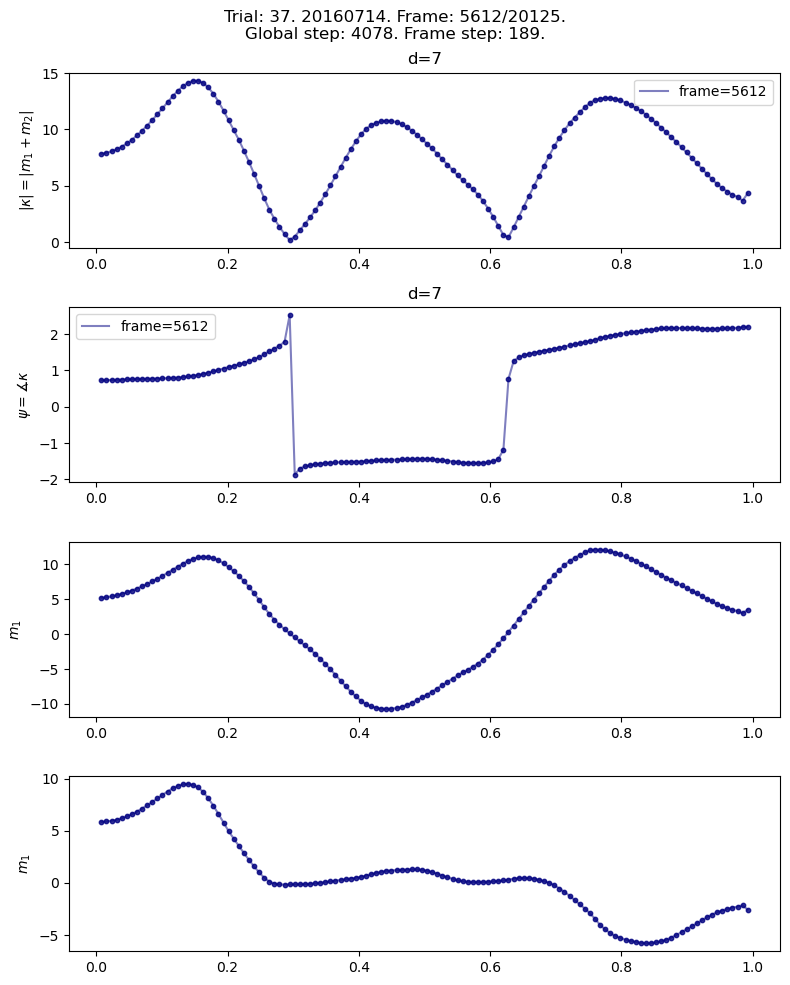 Trial: 37. 20160714. Frame: 5612/20125.
Global step: 4078. Frame step: 189.
d=7
|κ| = |m₁ + m₂|
15
10
5
0
frame=5612
0.0 0.2 0.4 0.6 0.8 1.0
d=7
ψ = ∡κ
2
1
0
−1
−2
frame=5612
0.0 0.2 0.4 0.6 0.8 1.0
m₁
10
5
0
−5
−10
0.0 0.2 0.4 0.6 0.8 1.0
m₁
10
5
0
−5
0.0 0.2 0.4 0.6 0.8 1.0